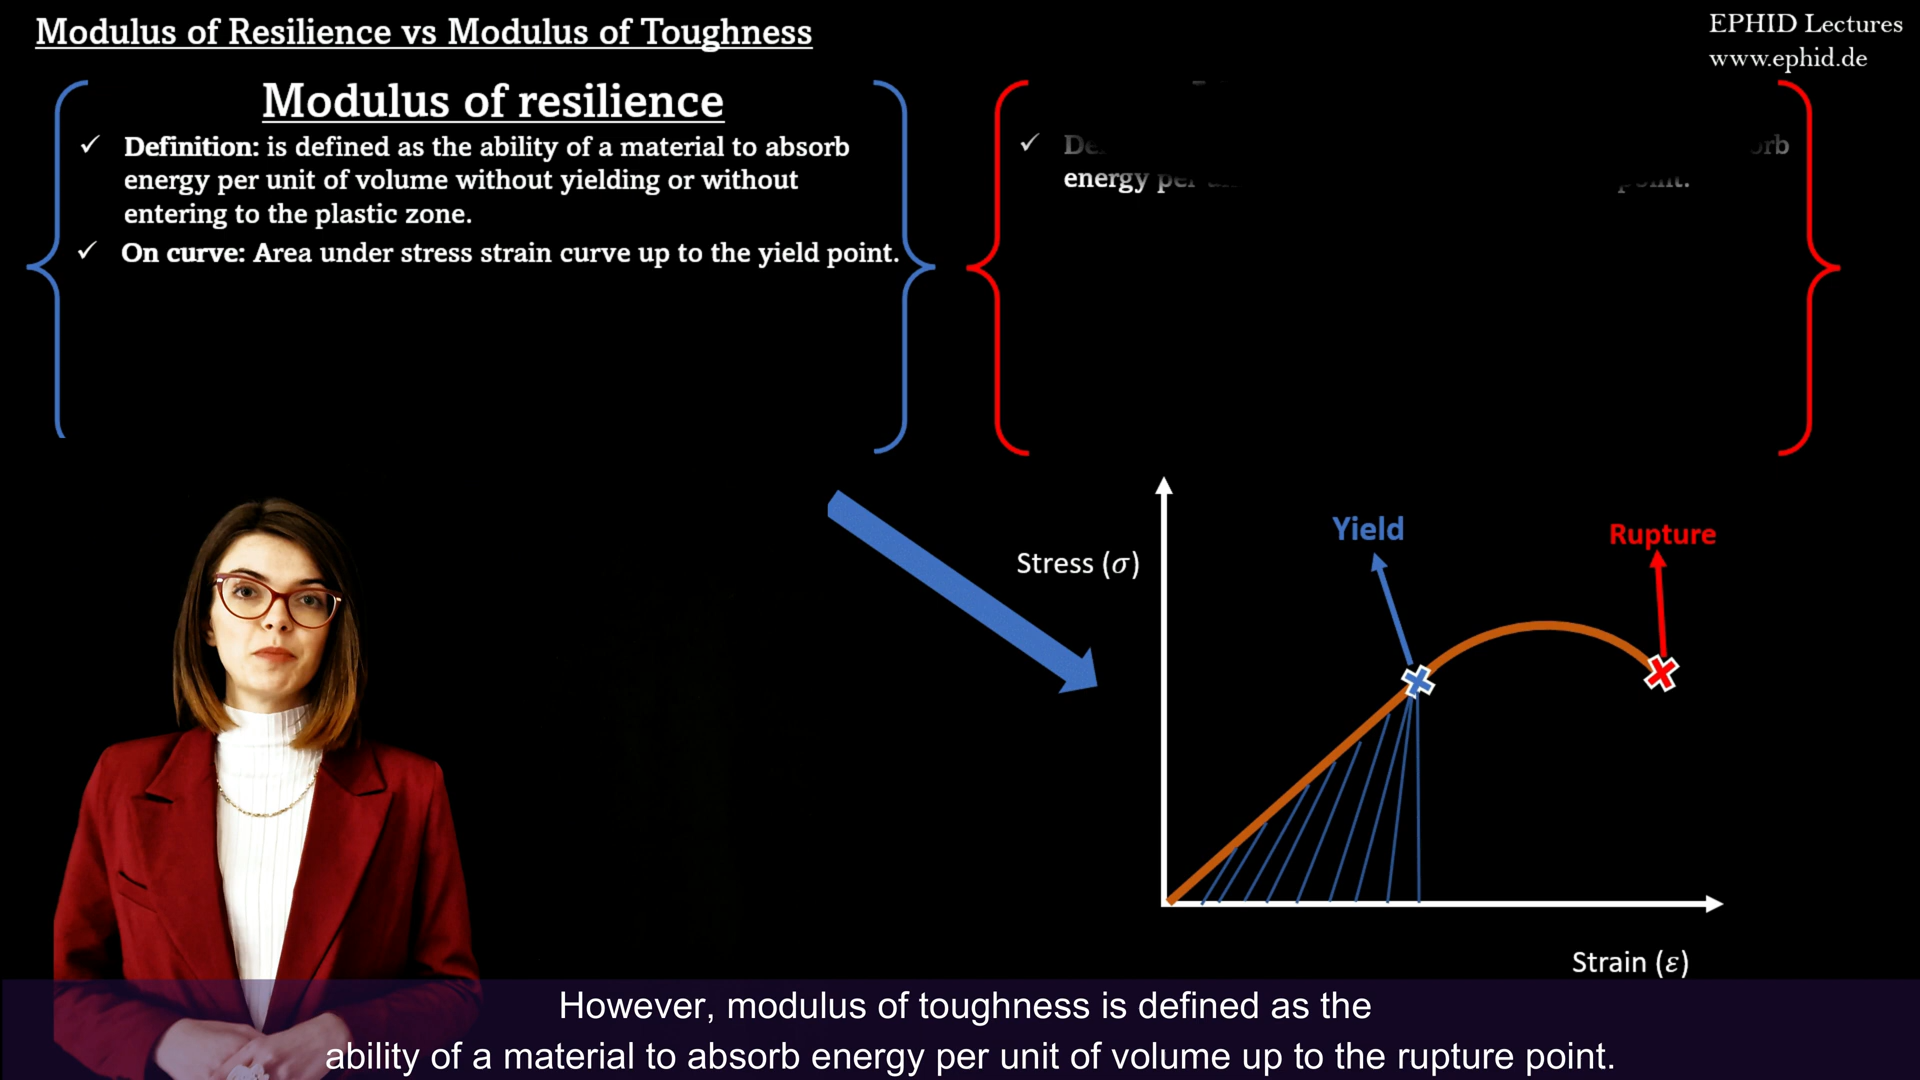 Modulus of Resilience vs Modulus of Toughness
EPHID Lectures
www.ephid.de
Modulus of resilience
✓ Definition: is defined as the ability of a material to absorb
energy per unit of volume without yielding or without
entering to the plastic zone.
✓ On curve: Area under stress strain curve up to the yield point.
✓
energy per
Yield
Rupture
Stress (σ)
Strain (ε)
However, modulus of toughness is defined as the
ability of a material to absorb energy per unit of volume up to the rupture point.